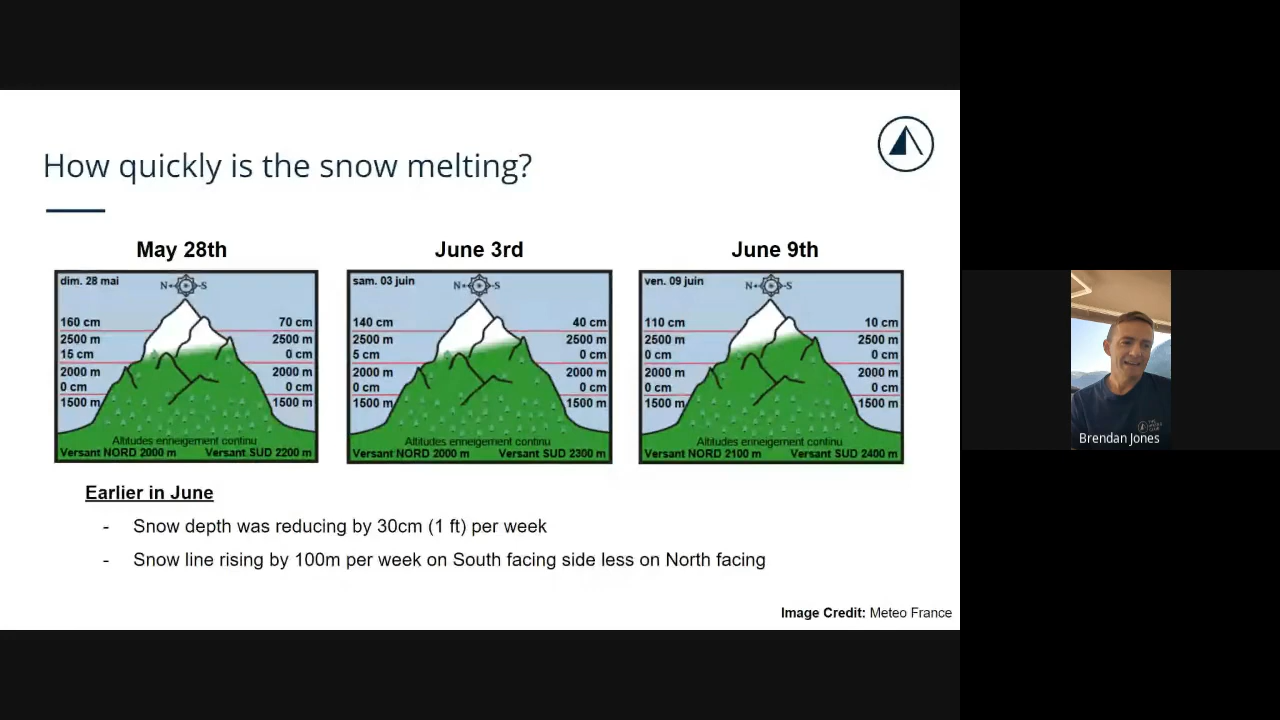 How quickly is the snow melting?
May 28th
dim. 28 mai
N S
160 cm 70 cm
2500 m 2500 m
15 cm 0 cm
2000 m 2000 m
0 cm 0 cm
1500 m 1500 m
Altitudes enneigement continu
Versant NORD 2000 m Versant SUD 2200 m
June 3rd
sam. 03 juin
N S
140 cm 40 cm
2500 m 2500 m
5 cm 0 cm
2000 m 2000 m
0 cm 0 cm
1500 m 1500 m
Altitudes enneigement continu
Versant NORD 2000 m Versant SUD 2300 m
June 9th
ven. 09 juin
N S
110 cm 10 cm
2500 m 2500 m
0 cm 0 cm
2000 m 2000 m
0 cm 0 cm
1500 m 1500 m
Altitudes enneigement continu
Versant NORD 2100 m Versant SUD 2400 m
Earlier in June
- Snow depth was reducing by 30cm (1 ft) per week
- Snow line rising by 100m per week on South facing side less on North facing
Image Credit: Meteo France
Brendan Jones